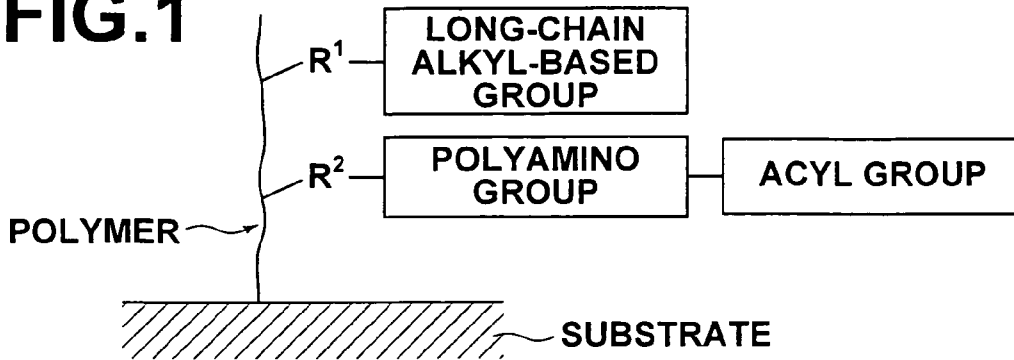 FIG.1
LONG-CHAIN
ALKYL-BASED
GROUP
R¹
POLYAMINO
GROUP
R²
ACYL GROUP
POLYMER
SUBSTRATE